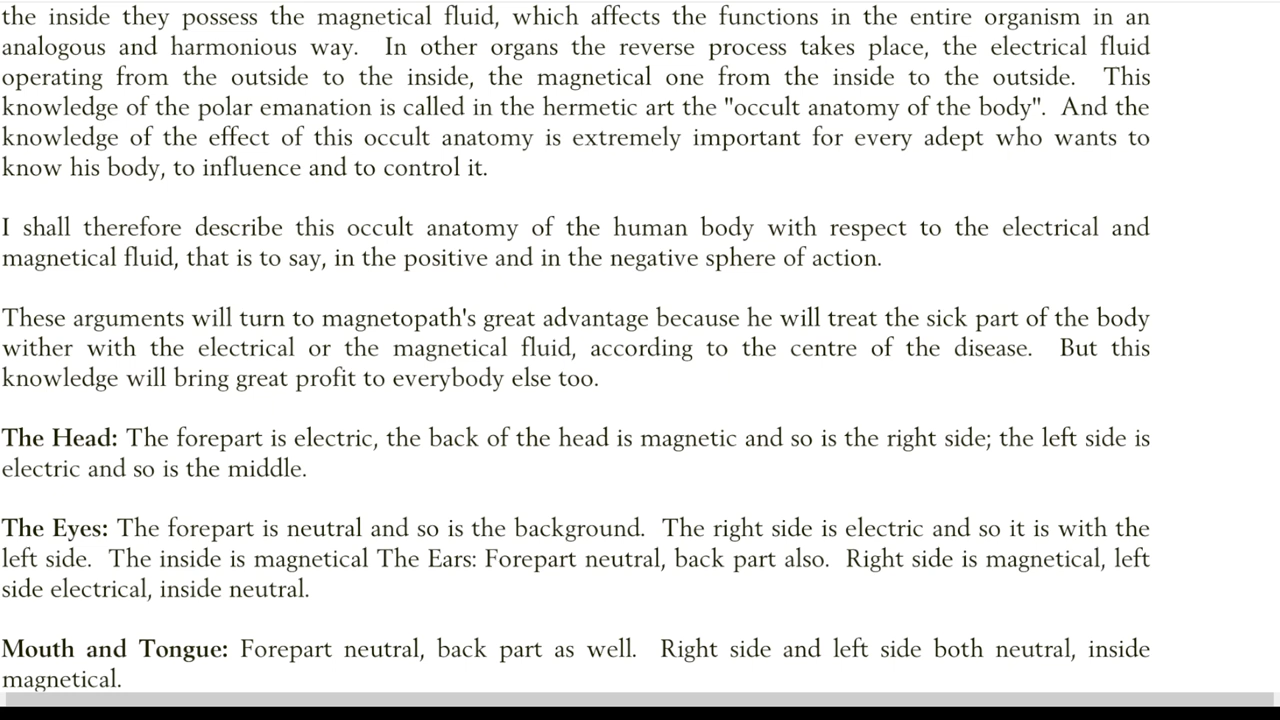 the inside they possess the magnetical fluid, which affects the functions in the entire organism in an
analogous and harmonious way. In other organs the reverse process takes place, the electrical fluid
operating from the outside to the inside, the magnetical one from the inside to the outside. This
knowledge of the polar emanation is called in the hermetic art the "occult anatomy of the body". And the
knowledge of the effect of this occult anatomy is extremely important for every adept who wants to
know his body, to influence and to control it.
I shall therefore describe this occult anatomy of the human body with respect to the electrical and
magnetical fluid, that is to say, in the positive and in the negative sphere of action.
These arguments will turn to magnetopath's great advantage because he will treat the sick part of the body
wither with the electrical or the magnetical fluid, according to the centre of the disease. But this
knowledge will bring great profit to everybody else too.
The Head: The forepart is electric, the back of the head is magnetic and so is the right side; the left side is
electric and so is the middle.
The Eyes: The forepart is neutral and so is the background. The right side is electric and so it is with the
left side. The inside is magnetical The Ears: Forepart neutral, back part also. Right side is magnetical, left
side electrical, inside neutral.
Mouth and Tongue: Forepart neutral, back part as well. Right side and left side both neutral, inside
magnetical.